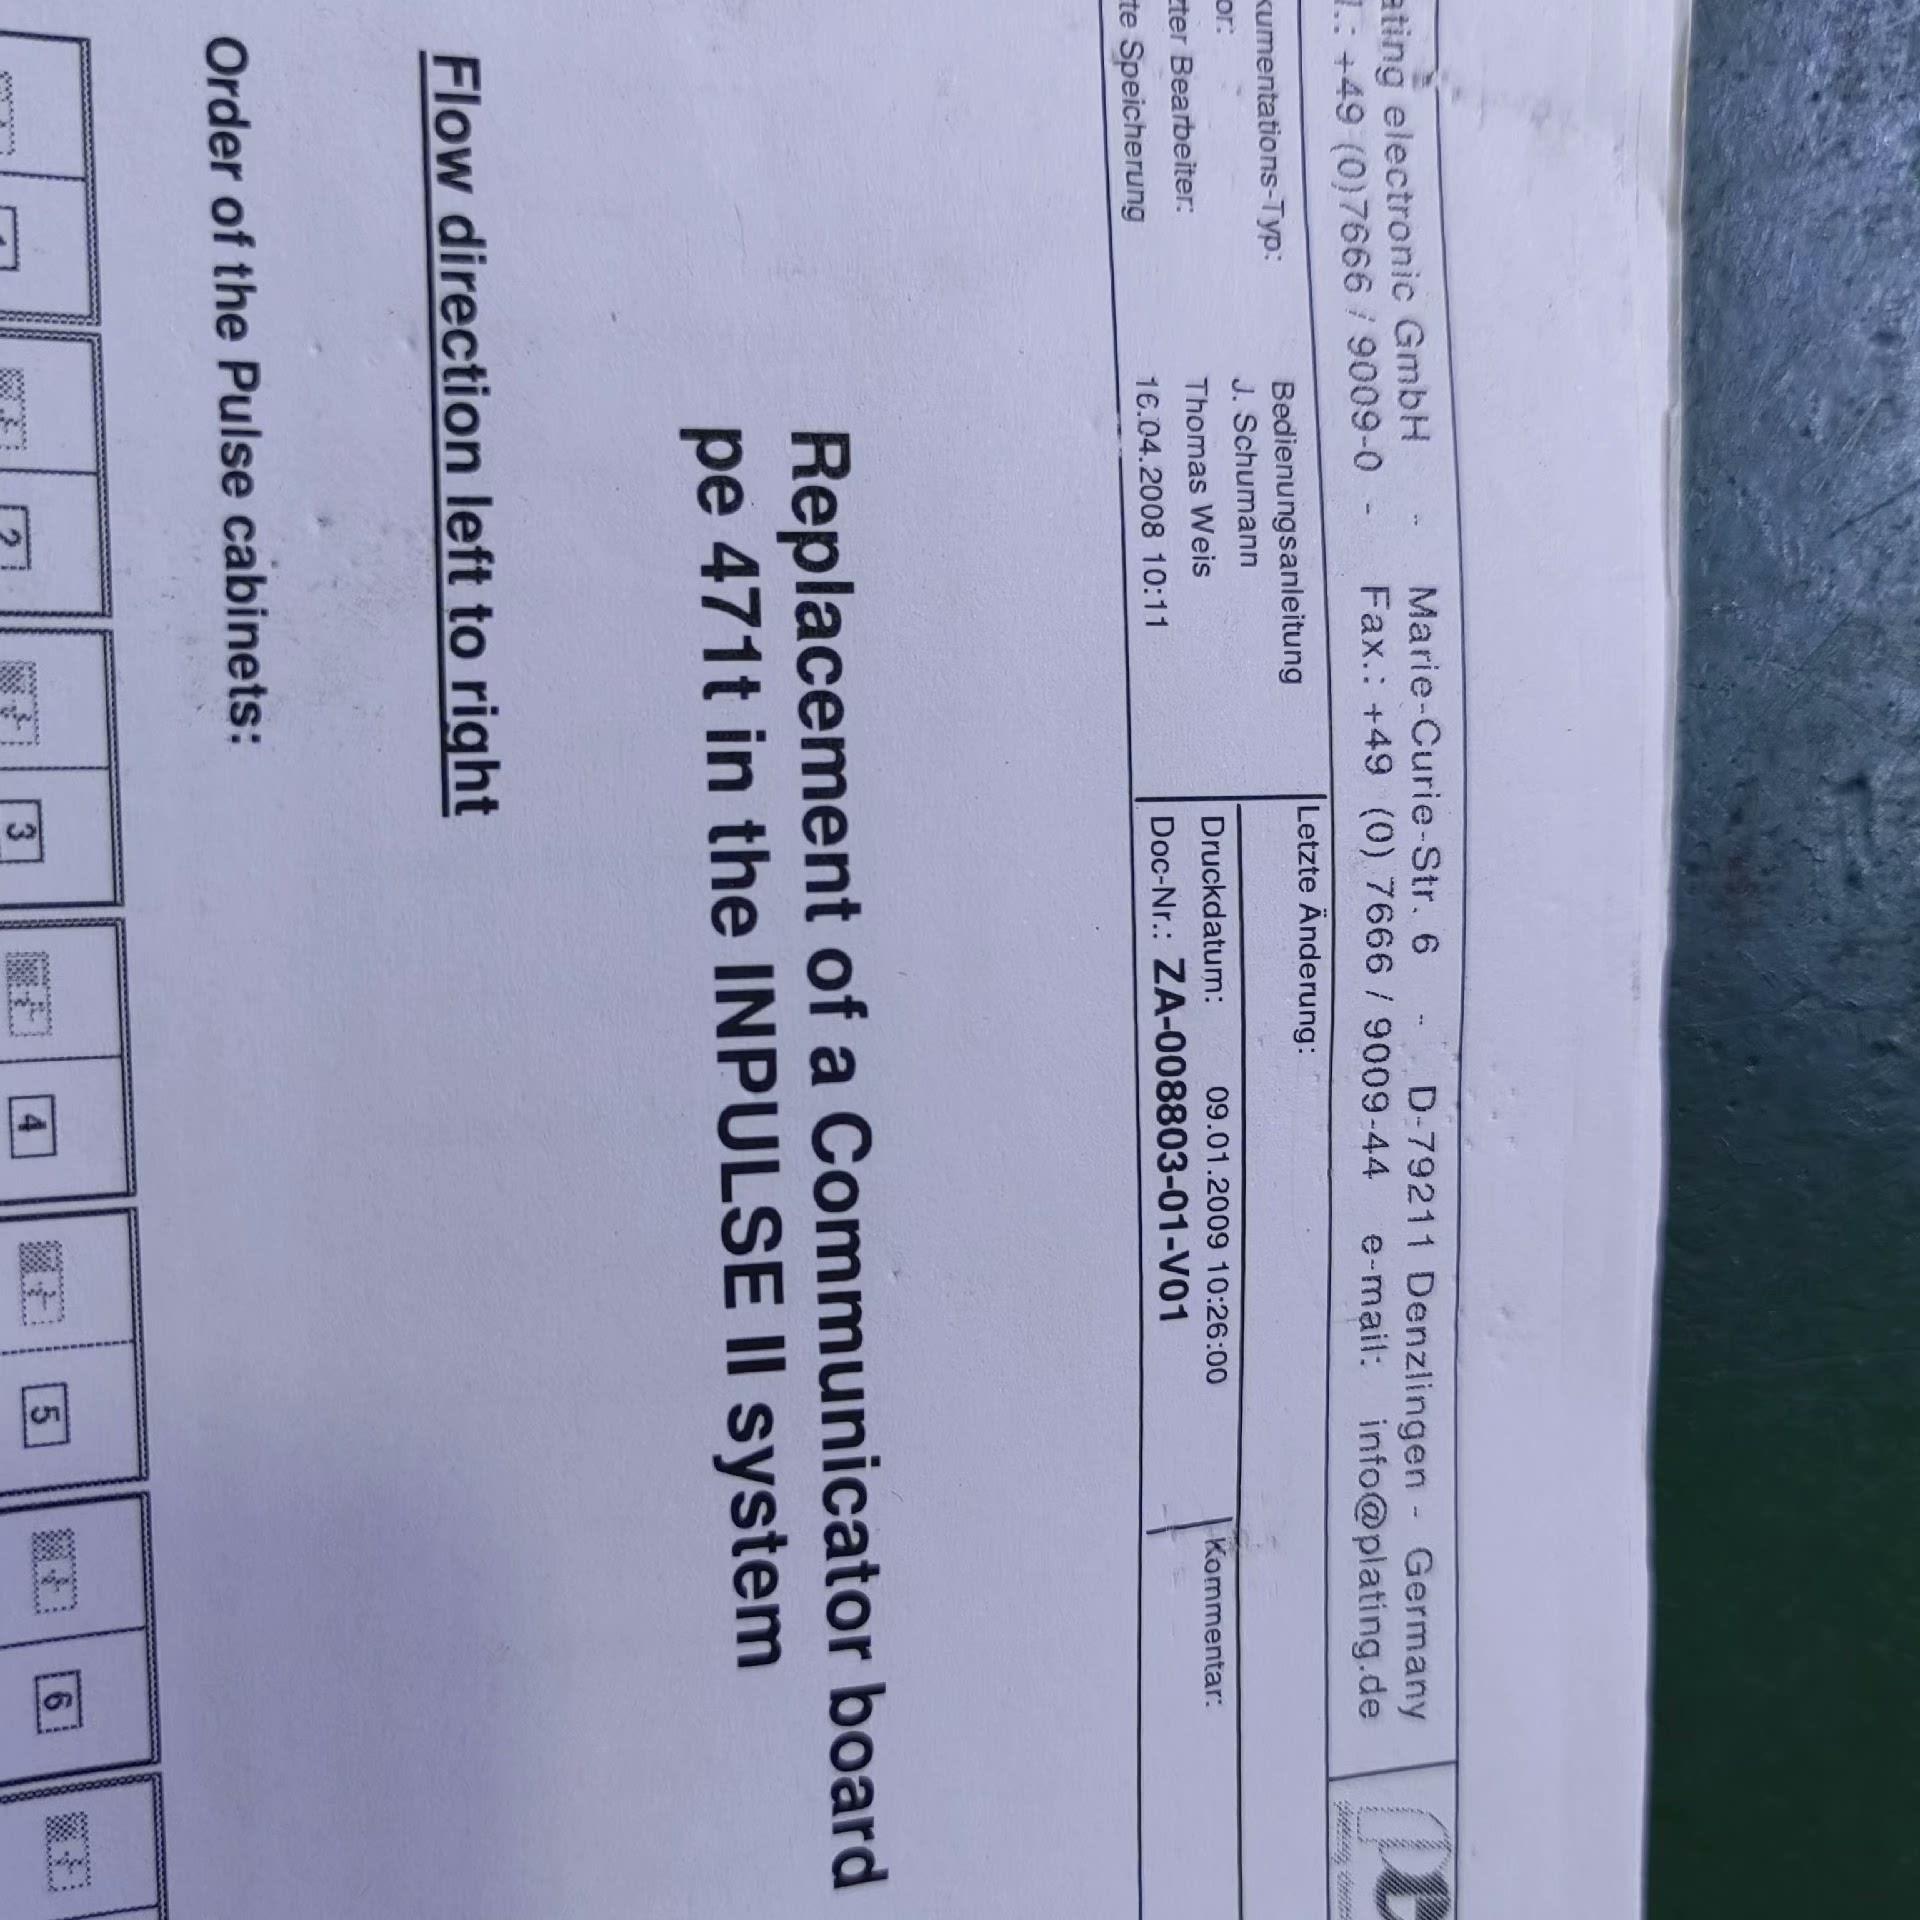 ating electronic GmbH - Marie-Curie-Str. 6 - D-79211 Denzlingen - Germany
l.: +49 (0)7666 / 9009-0 - Fax.: +49 (0) 7666 / 9009-44 e-mail: info@plating.de
kumentations-Typ: Bedienungsanleitung Letzte Änderung:
or: J. Schumann
zter Bearbeiter: Thomas Weis Druckdatum: 09.01.2009 10:26:00 Kommentar:
te Speicherung 16.04.2008 10:11 Doc-Nr.: ZA-008803-01-V01
Replacement of a Communicator board
pe 471t in the INPULSE II system
Flow direction left to right
Order of the Pulse cabinets:
1 2 3 4 5 6